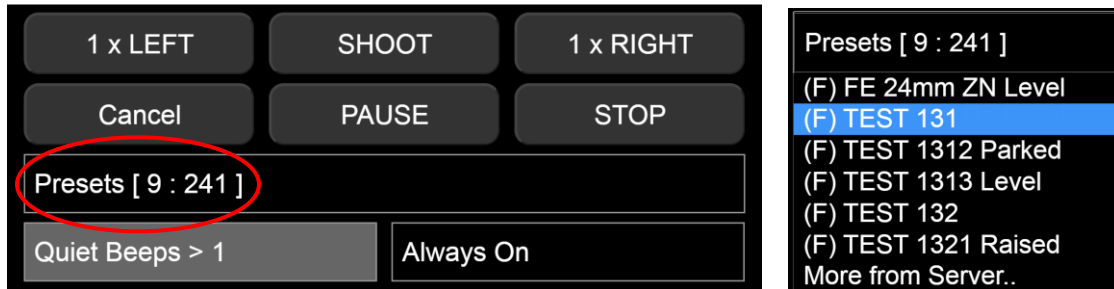 1 x LEFT
SHOOT
1 x RIGHT
Cancel
PAUSE
STOP
Presets [ 9 : 241 ]
Quiet Beeps > 1
Always On
Presets [ 9 : 241 ]
(F) FE 24mm ZN Level
(F) TEST 131
(F) TEST 1312 Parked
(F) TEST 1313 Level
(F) TEST 132
(F) TEST 1321 Raised
More from Server..